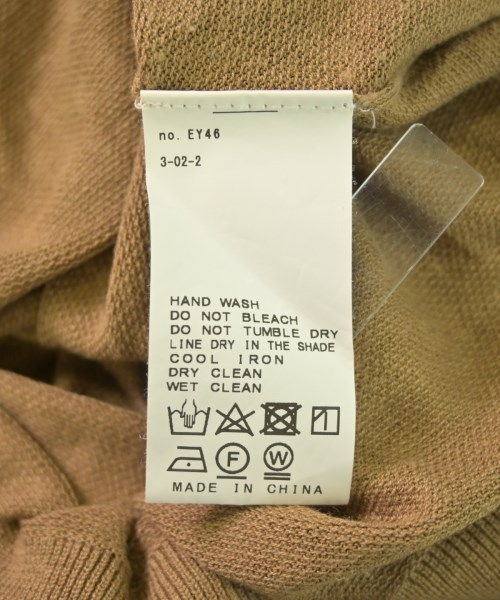 no. EY46
3-02-2
HAND WASH
DO NOT BLEACH
DO NOT TUMBLE DRY
LINE DRY IN THE SHADE
COOL IRON
DRY CLEAN
WET CLEAN
F W
MADE IN CHINA